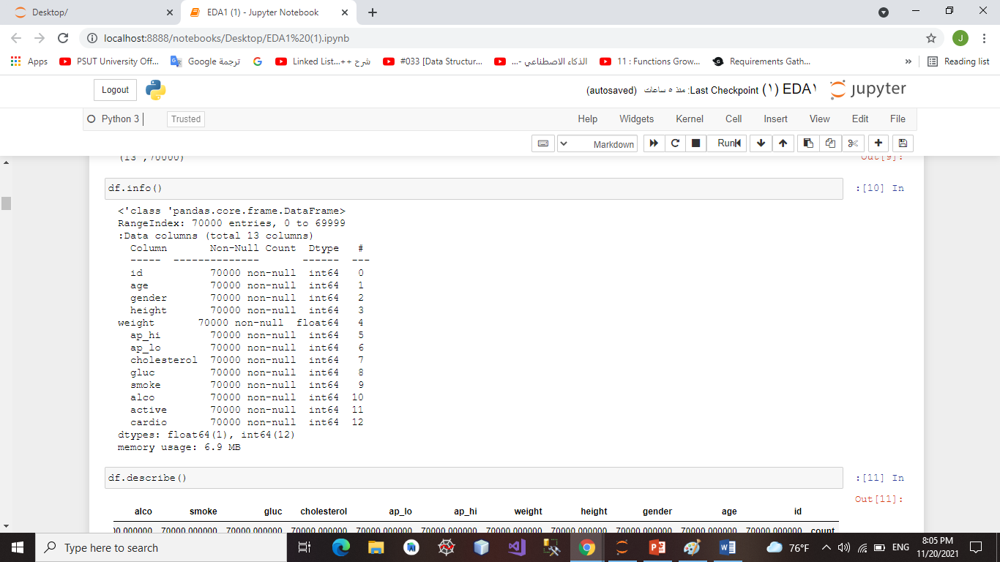 Desktop/
EDA1 (1) - Jupyter Notebook
localhost:8888/notebooks/Desktop/EDA1%20(1).ipynb
J
Apps
PSUT University Off...
ترجمة Google
Linked List...++شرح
#033 [Data Structur...
الذكاء الاصطناعي -...
11 : Functions Grow...
Requirements Gath...
»
Reading list
Logout
(autosaved) منذ ٥ ساعات :Last Checkpoint (١) EDA١
jupyter
Python 3
Trusted
Help Widgets Kernel Cell Insert View Edit File
Markdown
Run
(13 ,70000)
Out[9]:
df.info()
:[10] In
<'class 'pandas.core.frame.DataFrame>
RangeIndex: 70000 entries, 0 to 69999
:Data columns (total 13 columns)
Column Non-Null Count Dtype #
----- -------------- ------ ---
id 70000 non-null int64 0
age 70000 non-null int64 1
gender 70000 non-null int64 2
height 70000 non-null int64 3
weight 70000 non-null float64 4
ap_hi 70000 non-null int64 5
ap_lo 70000 non-null int64 6
cholesterol 70000 non-null int64 7
gluc 70000 non-null int64 8
smoke 70000 non-null int64 9
alco 70000 non-null int64 10
active 70000 non-null int64 11
cardio 70000 non-null int64 12
dtypes: float64(1), int64(12)
memory usage: 6.9 MB
df.describe()
:[11] In
Out[11]:
alco smoke gluc cholesterol ap_lo ap_hi weight height gender age id
70000.000000 70000.000000 70000.000000 70000.000000 70000.000000 70000.000000 70000.000000 70000.000000 70000.000000 70000.000000 count
Type here to search
76°F
ENG
8:05 PM
11/20/2021